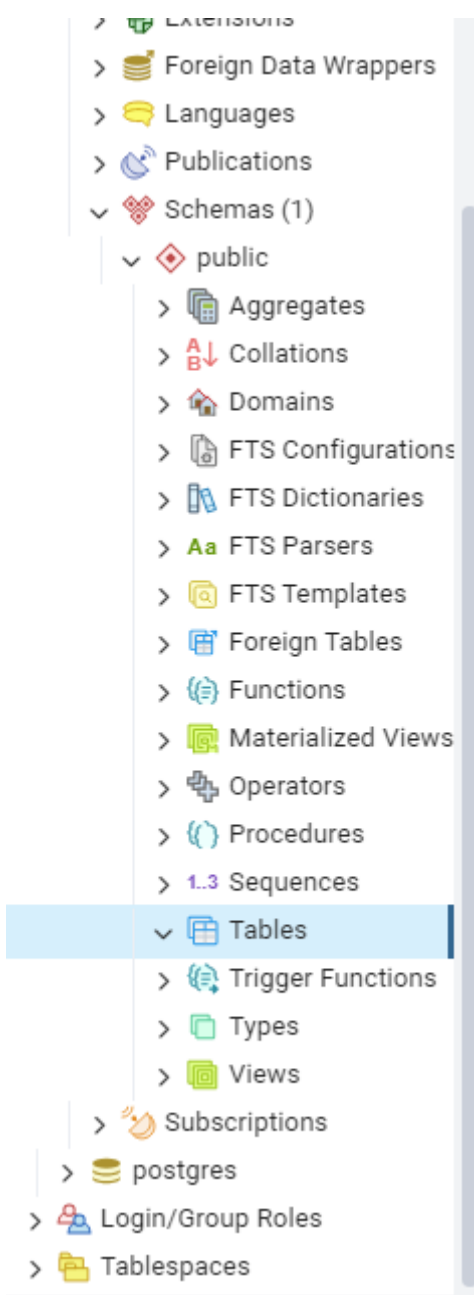 Extensions
Foreign Data Wrappers
Languages
Publications
Schemas (1)
public
Aggregates
A B Collations
Domains
FTS Configurations
FTS Dictionaries
Aa FTS Parsers
FTS Templates
Foreign Tables
Functions
Materialized Views
Operators
Procedures
1..3 Sequences
Tables
Trigger Functions
Types
Views
Subscriptions
postgres
Login/Group Roles
Tablespaces